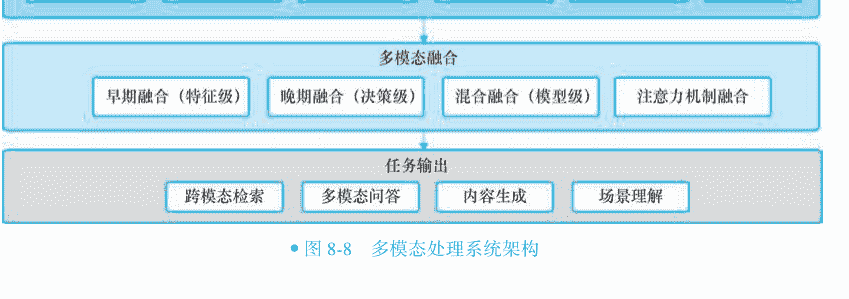 多模态融合
早期融合（特征级） 晚期融合（决策级） 混合融合（模型级） 注意力机制融合
任务输出
跨模态检索 多模态问答 内容生成 场景理解
•图 8-8 多模态处理系统架构